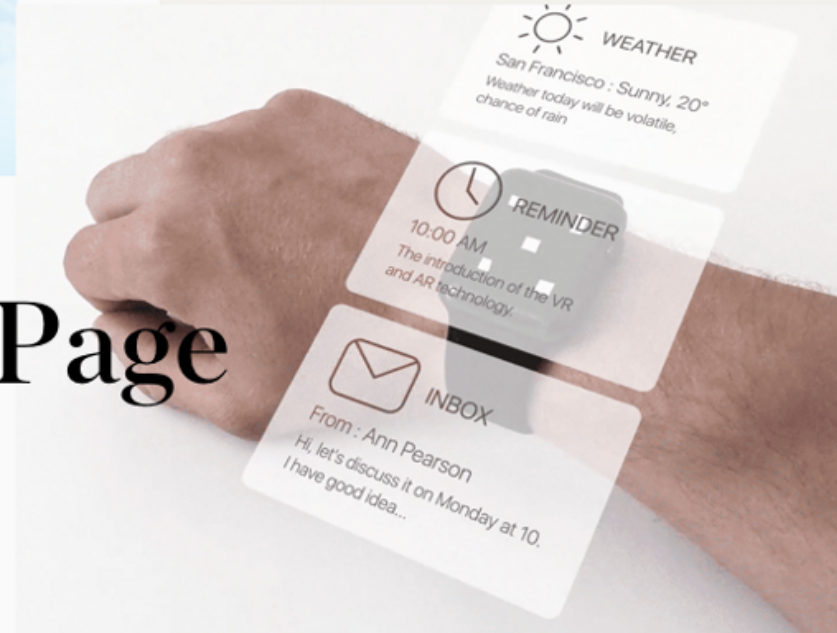 WEATHER
San Francisco : Sunny, 20°
Weather today will be volatile,
chance of rain
REMINDER
10:00 AM
The introduction of the VR
and AR technology.
Page
INBOX
From : Ann Pearson
Hi, let's discuss it on Monday at 10.
I have good idea...